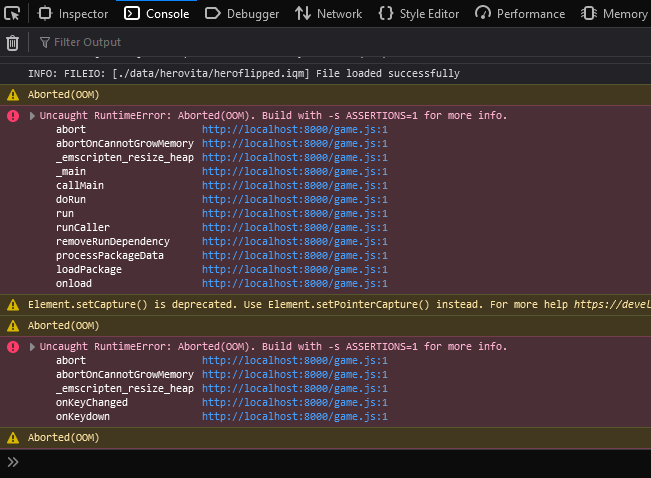 Inspector Console Debugger Network Style Editor Performance Memory
Filter Output
INFO: FILEIO: [./data/herovita/heroflipped.iqm] File loaded successfully
Aborted(OOM)
Uncaught RuntimeError: Aborted(OOM). Build with -s ASSERTIONS=1 for more info.
abort http://localhost:8000/game.js:1
abortOnCannotGrowMemory http://localhost:8000/game.js:1
_emscripten_resize_heap http://localhost:8000/game.js:1
_main http://localhost:8000/game.js:1
callMain http://localhost:8000/game.js:1
doRun http://localhost:8000/game.js:1
run http://localhost:8000/game.js:1
runCaller http://localhost:8000/game.js:1
removeRunDependency http://localhost:8000/game.js:1
processPackageData http://localhost:8000/game.js:1
loadPackage http://localhost:8000/game.js:1
onload http://localhost:8000/game.js:1
Element.setCapture() is deprecated. Use Element.setPointerCapture() instead. For more help https://devel
Aborted(OOM)
Uncaught RuntimeError: Aborted(OOM). Build with -s ASSERTIONS=1 for more info.
abort http://localhost:8000/game.js:1
abortOnCannotGrowMemory http://localhost:8000/game.js:1
_emscripten_resize_heap http://localhost:8000/game.js:1
onKeyChanged http://localhost:8000/game.js:1
onKeydown http://localhost:8000/game.js:1
Aborted(OOM)